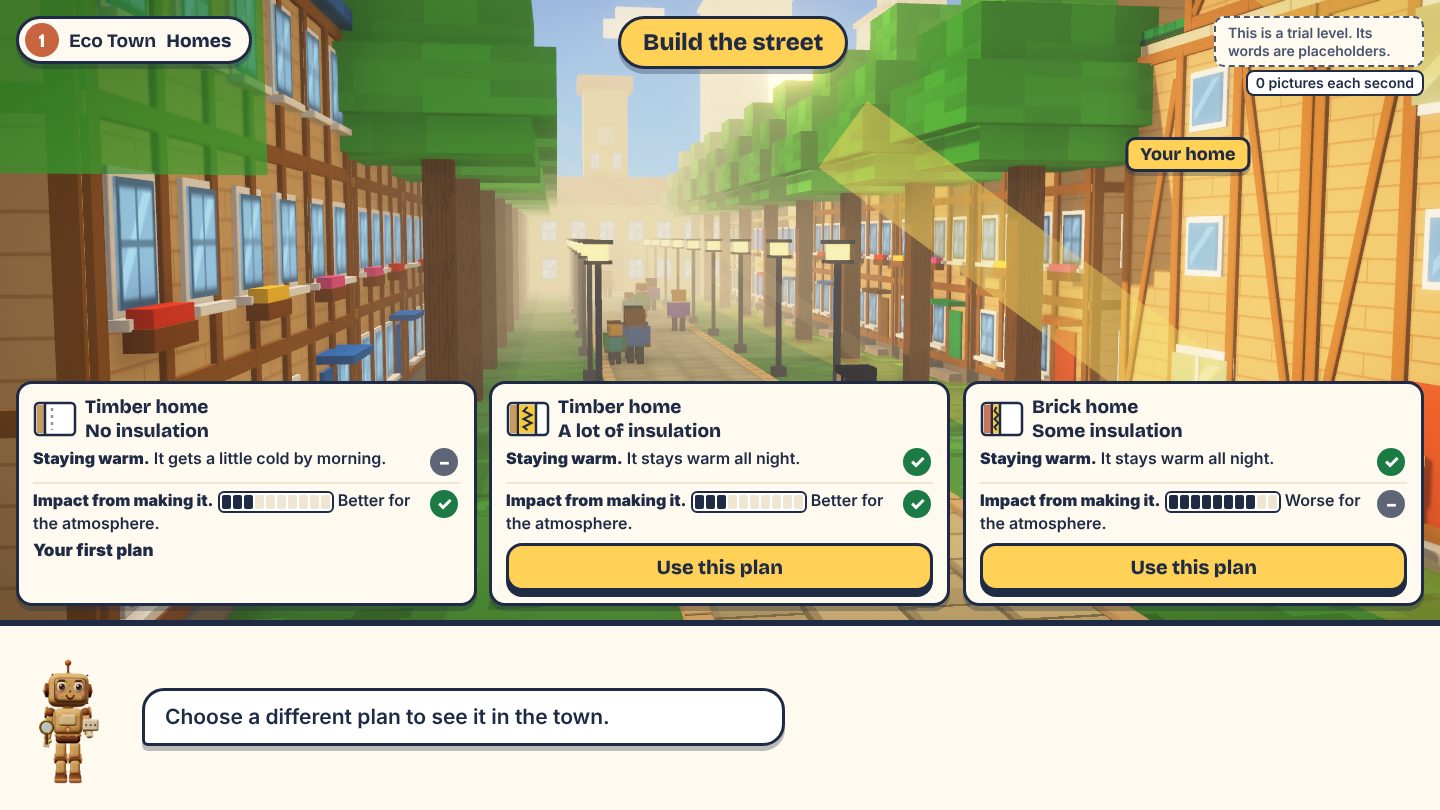 1 Eco Town Homes
Build the street
This is a trial level. Its
words are placeholders.
0 pictures each second
Your home
Timber home
No insulation
Staying warm. It gets a little cold by morning.
Impact from making it. Better for
the atmosphere.
Your first plan
Timber home
A lot of insulation
Staying warm. It stays warm all night.
Impact from making it. Better for
the atmosphere.
Use this plan
Brick home
Some insulation
Staying warm. It stays warm all night.
Impact from making it. Worse for
the atmosphere.
Use this plan
Choose a different plan to see it in the town.